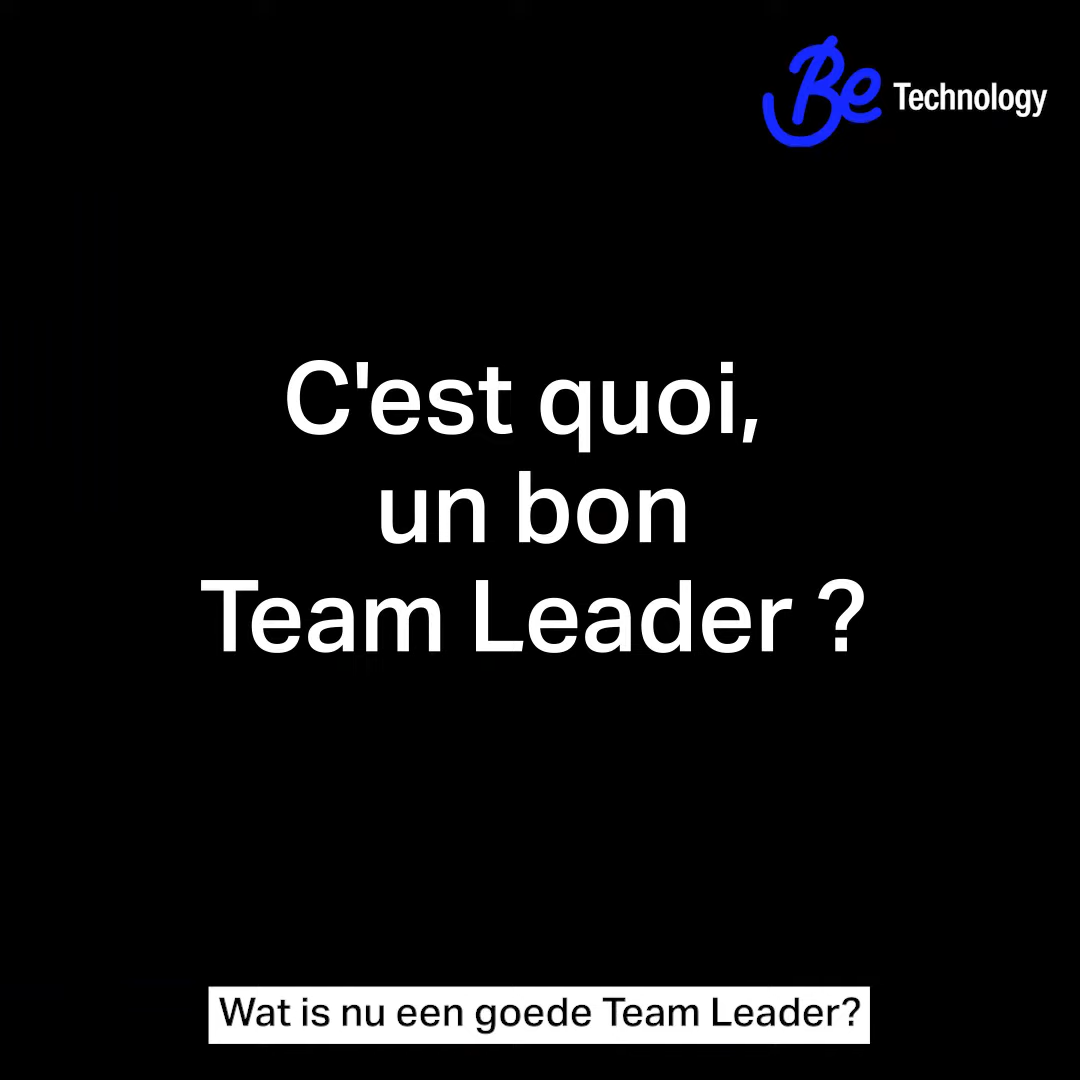 Be Technology
C'est quoi,
un bon
Team Leader ?
Wat is nu een goede Team Leader?